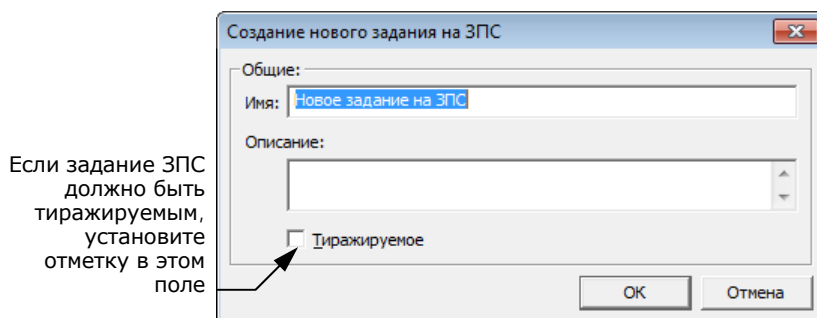 Создание нового задания на ЗПС
Общие:
Имя: Новое задание на ЗПС
Описание:
Если задание ЗПС
должно быть
тиражируемым,
установите
отметку в этом
поле
Тиражируемое
ОК
Отмена